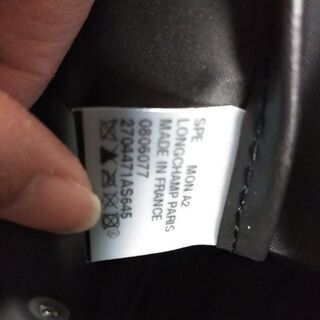 SPE MON A2
LONGCHAMP PARIS
MADE IN FRANCE
0806077
2704471AS645